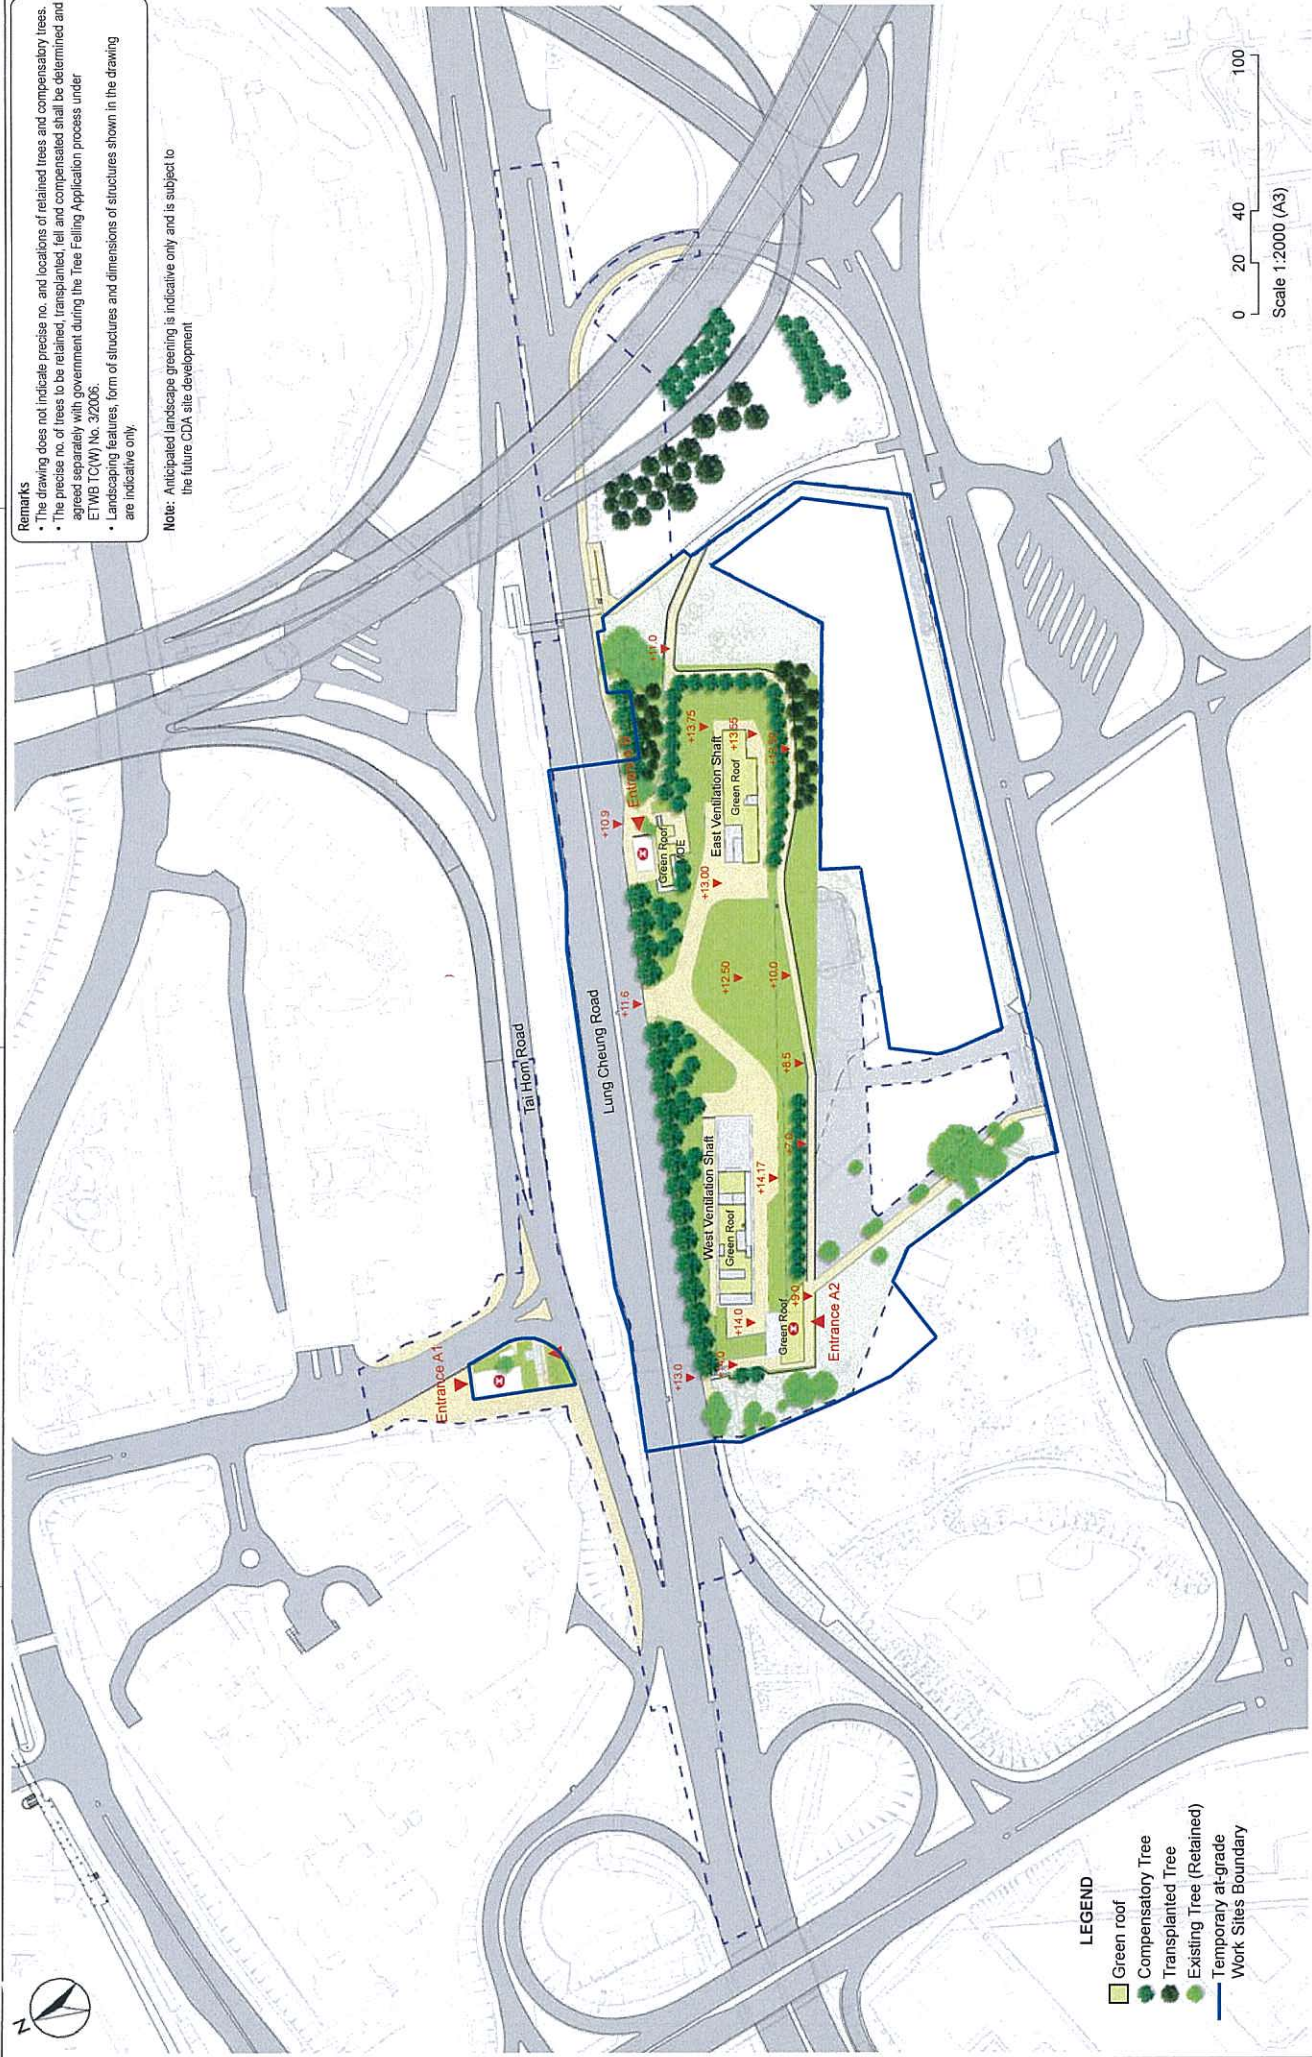 Remarks
• The drawing does not indicate precise no. and locations of retained trees and compensatory trees.
• The precise no. of trees to be retained, transplanted, fell and compensated shall be determined and
agreed separately with government during the Tree Felling Application process under
ETWB TC(W) No. 3/2006.
• Landscaping features, form of structures and dimensions of structures shown in the drawing
are indicative only.
Note: Anticipated landscape greening is indicative only and is subject to
the future CDA site development
N
Tai Hom Road
Lung Cheung Road
Entrance A1
+13.0
+11.6
+10.9
+14.0
West Ventilation Shaft
Green Roof
+14.17
Green Roof
+9.0
Entrance A2
+7.0
+8.5
+10.0
+12.50
+13.00
Green Roof
MOE
East Ventilation Shaft
Green Roof
+13.75
+13.65
+11.0
LEGEND
Green roof
Compensatory Tree
Transplanted Tree
Existing Tree (Retained)
Temporary at-grade
Work Sites Boundary
0 20 40 100
Scale 1:2000 (A3)